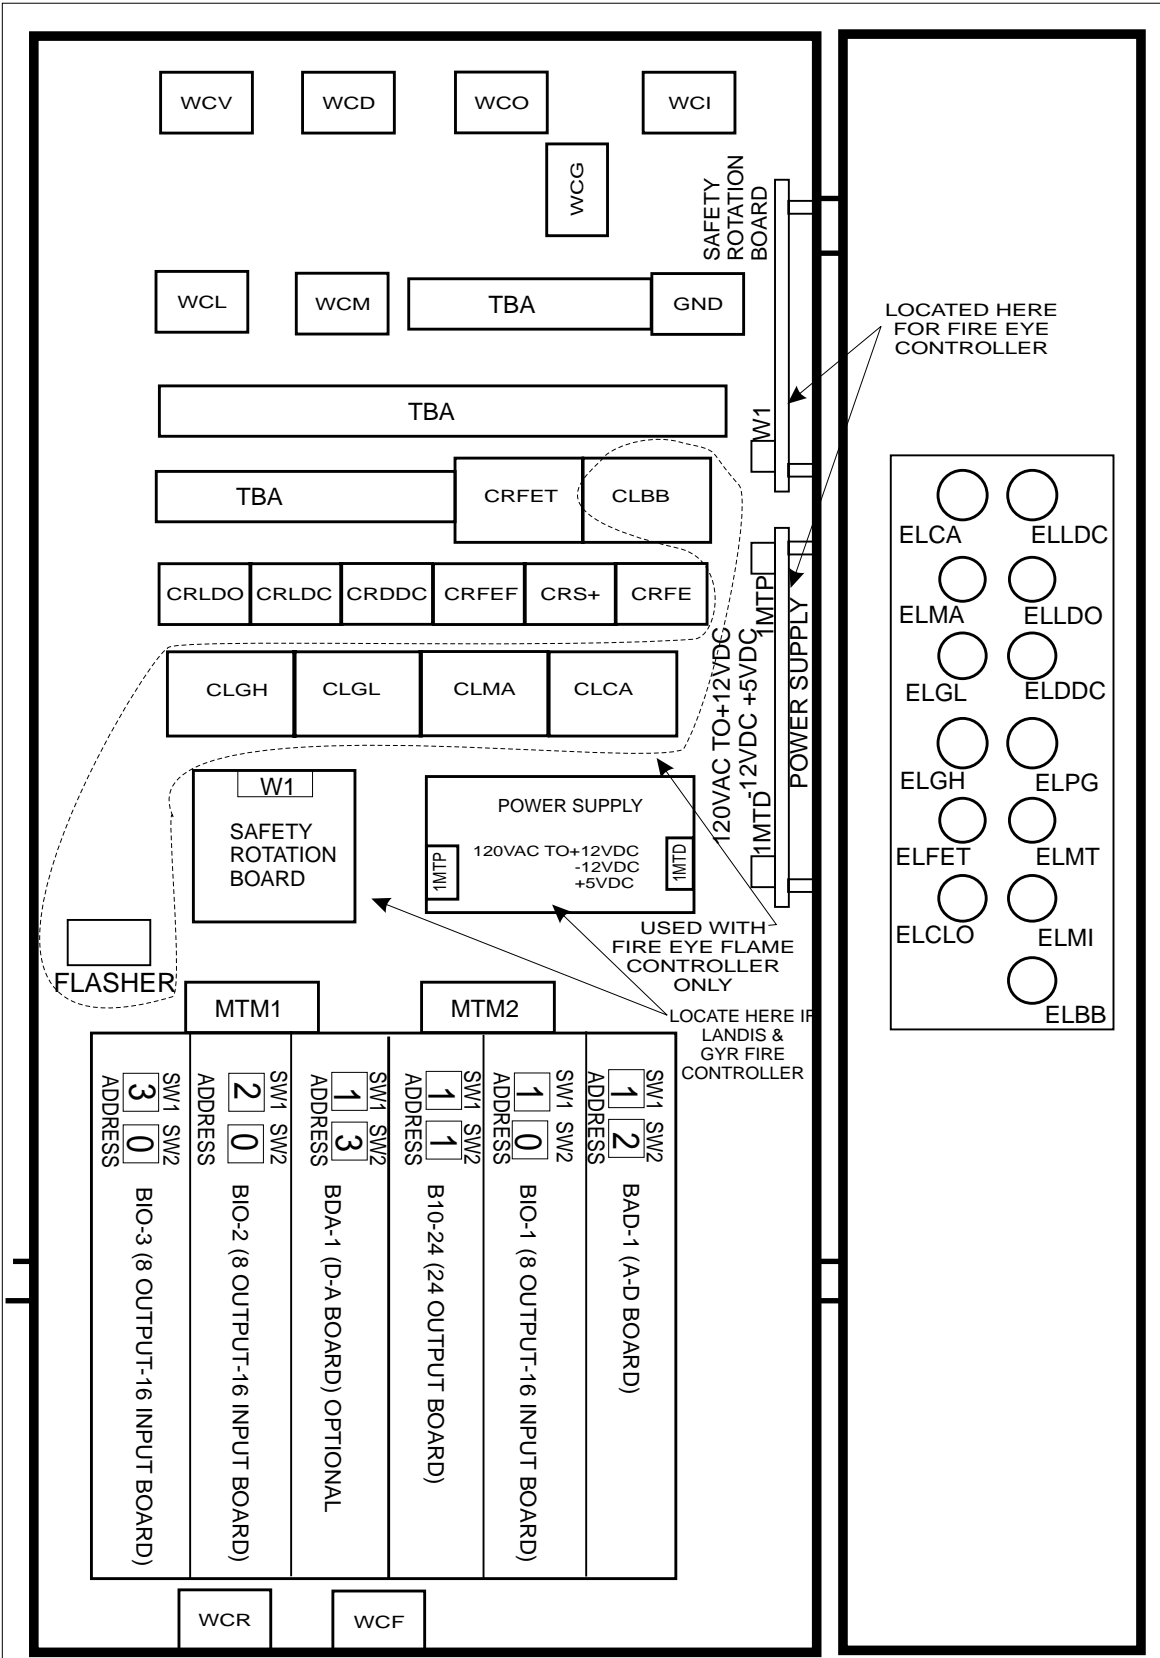 WCV
WCD
WCO
WCI
WCG
SAFETY
ROTATION
BOARD
WCL
WCM
TBA
GND
LOCATED HERE
FOR FIRE EYE
CONTROLLER
TBA
W1
TBA
CRFET
CLBB
CRLDO
CRLDC
CRDDC
CRFEF
CRS+
CRFE
1MTP
120VAC TO+12VDC
-12VDC +5VDC
1MTD
POWER SUPPLY
CLGH
CLGL
CLMA
CLCA
W1
SAFETY
ROTATION
BOARD
POWER SUPPLY
120VAC TO+12VDC
-12VDC
+5VDC
1MTP
1MTD
USED WITH
FIRE EYE FLAME
CONTROLLER
ONLY
FLASHER
MTM1
MTM2
LOCATE HERE IF
LANDIS &
GYR FIRE
CONTROLLER
SW1 SW2
3 0
ADDRESS
BIO-3 (8 OUTPUT-16 INPUT BOARD)
SW1 SW2
2 0
ADDRESS
BIO-2 (8 OUTPUT-16 INPUT BOARD)
SW1 SW2
1 3
ADDRESS
BDA-1 (D-A BOARD) OPTIONAL
SW1 SW2
1 1
ADDRESS
B10-24 (24 OUTPUT BOARD)
SW1 SW2
1 0
ADDRESS
BIO-1 (8 OUTPUT-16 INPUT BOARD)
SW1 SW2
1 2
ADDRESS
BAD-1 (A-D BOARD)
WCR
WCF
ELCA
ELLDC
ELMA
ELLDO
ELGL
ELDDC
ELGH
ELPG
ELFET
ELMT
ELCLO
ELMI
ELBB